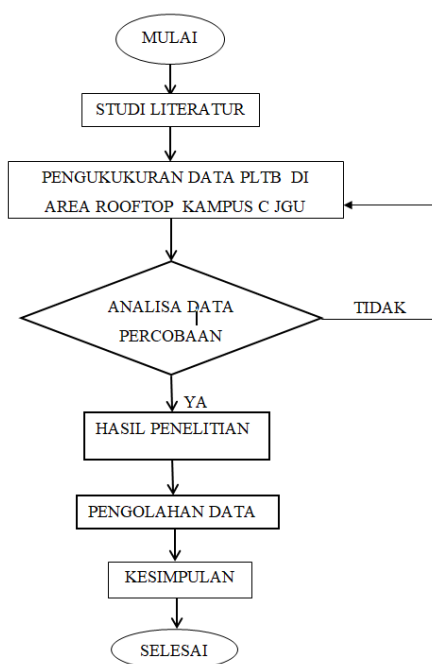 MULAI
STUDI LITERATUR
PENGUKUKURAN DATA PLTB DI
AREA ROOFTOP KAMPUS C JGU
ANALISA DATA
PERCOBAAN
TIDAK
YA
HASIL PENELITIAN
PENGOLAHAN DATA
KESIMPULAN
SELESAI